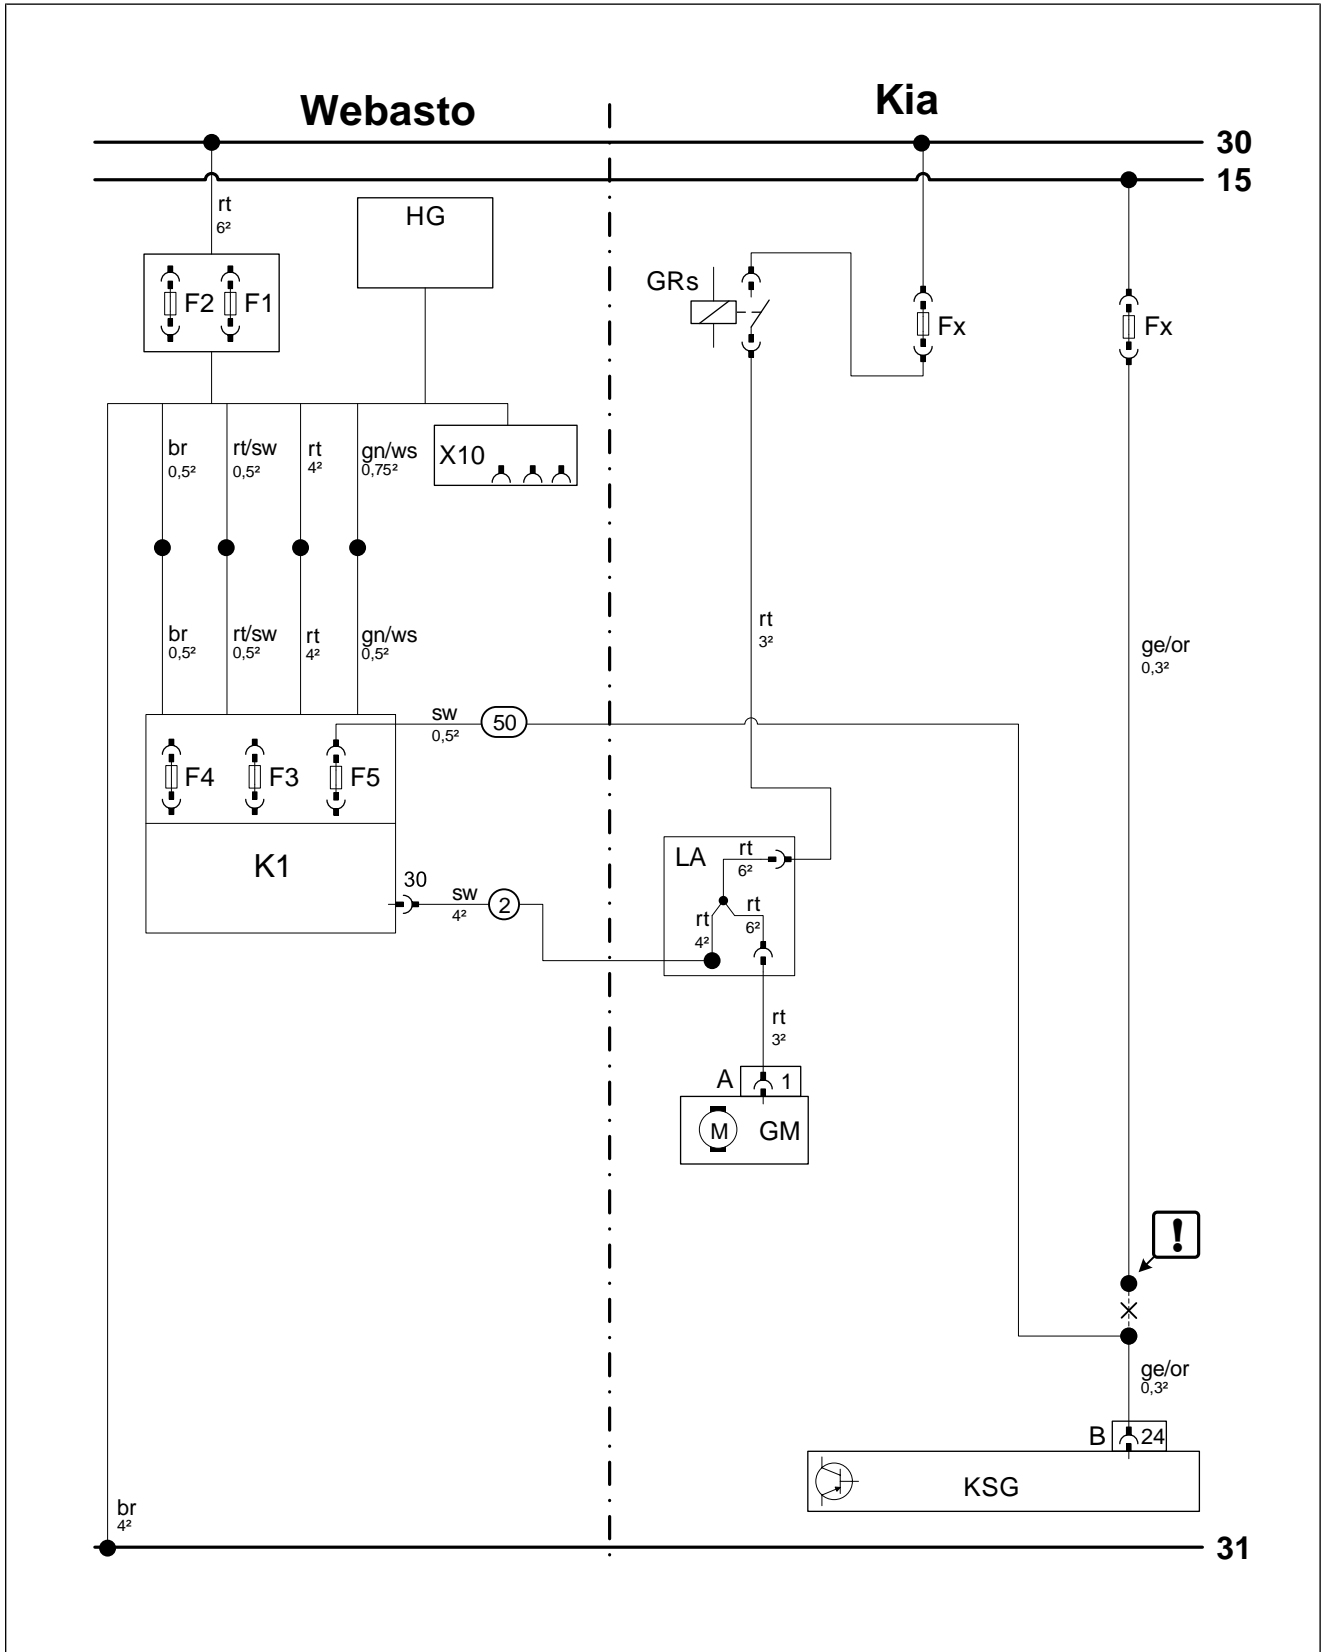 Webasto
Kia
30
15
rt
6²
HG
GRs
F2
F1
Fx
Fx
br
0,5²
rt/sw
0,5²
rt
4²
gn/ws
0,75²
X10
br
0,5²
rt/sw
0,5²
rt
4²
gn/ws
0,5²
rt
3²
ge/or
0,3²
sw
0,5²
50
F4
F3
F5
K1
30
sw
4²
2
LA
rt
6²
rt
4²
rt
6²
rt
3²
A
1
M
GM
!
ge/or
0,3²
B
24
KSG
br
4²
31